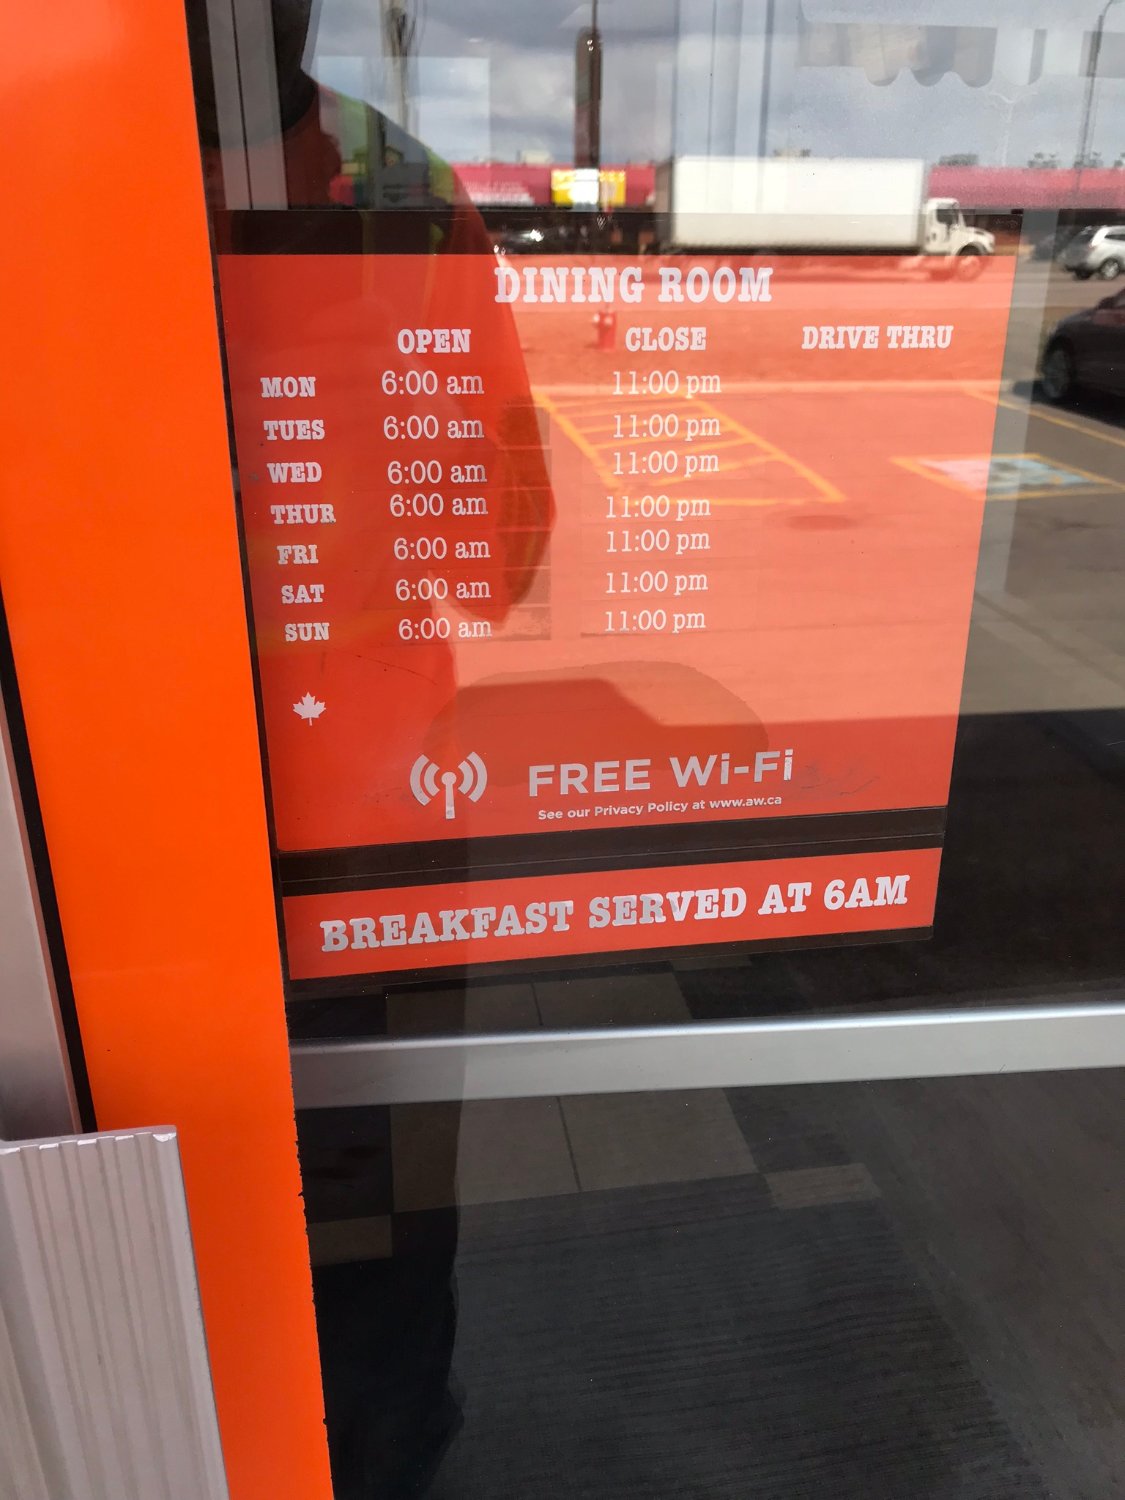 DINING ROOM
OPEN CLOSE DRIVE THRU
MON 6:00 am 11:00 pm
TUES 6:00 am 11:00 pm
WED 6:00 am 11:00 pm
THUR 6:00 am 11:00 pm
FRI 6:00 am 11:00 pm
SAT 6:00 am 11:00 pm
SUN 6:00 am 11:00 pm
FREE Wi-Fi
See our Privacy Policy at www.aw.ca
BREAKFAST SERVED AT 6AM